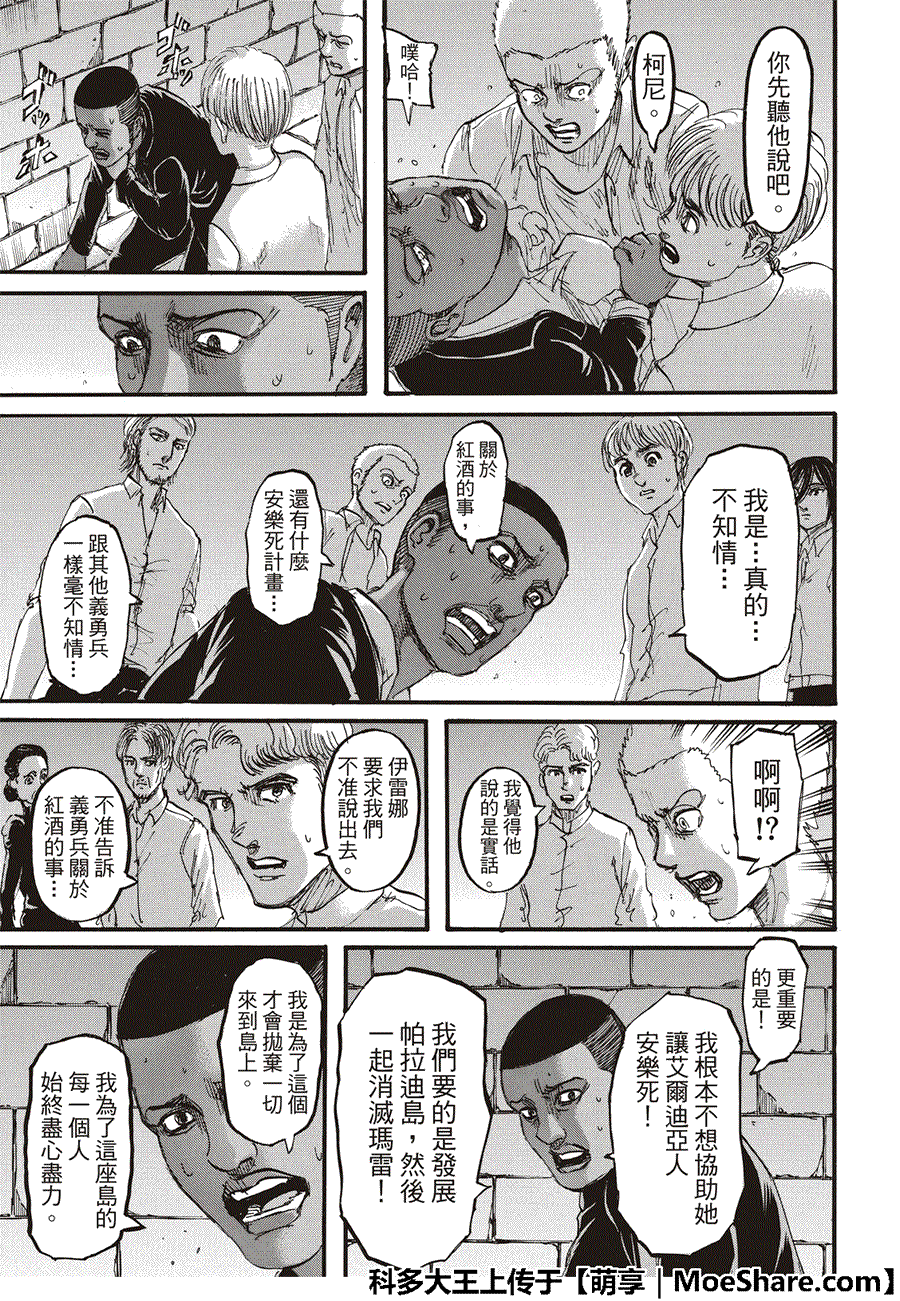 你先聽他說吧。
柯尼。
噗哈！
ゴホ
ゴホ
我是…真的…
不知情…
關於
紅酒的事，
還有什麼
安樂死計畫…
跟其他義勇兵
一樣毫不知情…
啊啊!?
我覺得他
說的是實話。
伊雷娜
要求我們
不准說出去。
不准告訴
義勇兵關於
紅酒的事…
更重要
的是！
我根本不想協助她
讓艾爾迪亞人
安樂死！
我們要的是發展
帕拉迪島，然後
一起消滅瑪雷！
我是為了這個
才會拋棄一切
來到島上。
我為了這座島的
每一個人
始終盡心盡力。
科多大王上传于【萌享｜MoeShare.com】